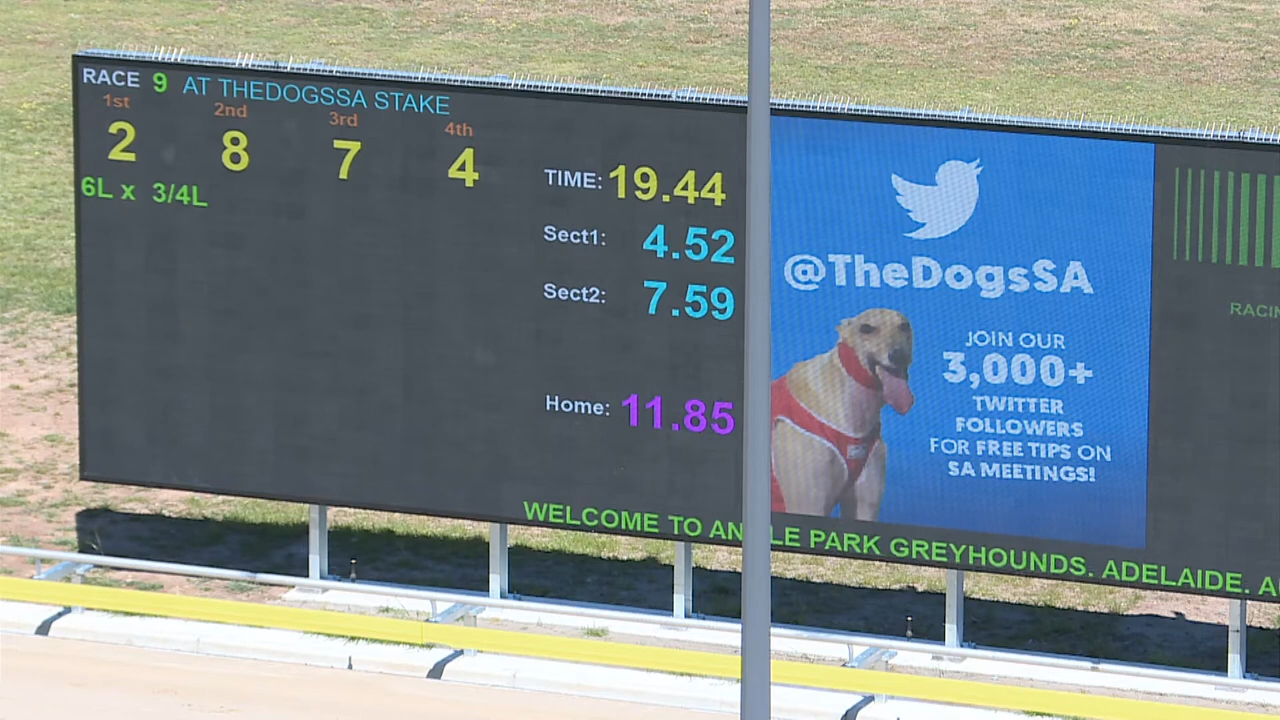 RACE 9 AT THEDOGSSA STAKE
1st 2nd 3rd 4th
2 8 7 4
6L x 3/4L
TIME: 19.44
Sect1: 4.52
Sect2: 7.59
Home: 11.85
@TheDogsSA
JOIN OUR
3,000+
TWITTER
FOLLOWERS
FOR FREE TIPS ON
SA MEETINGS!
WELCOME TO AN LE PARK GREYHOUNDS. ADELAIDE. A